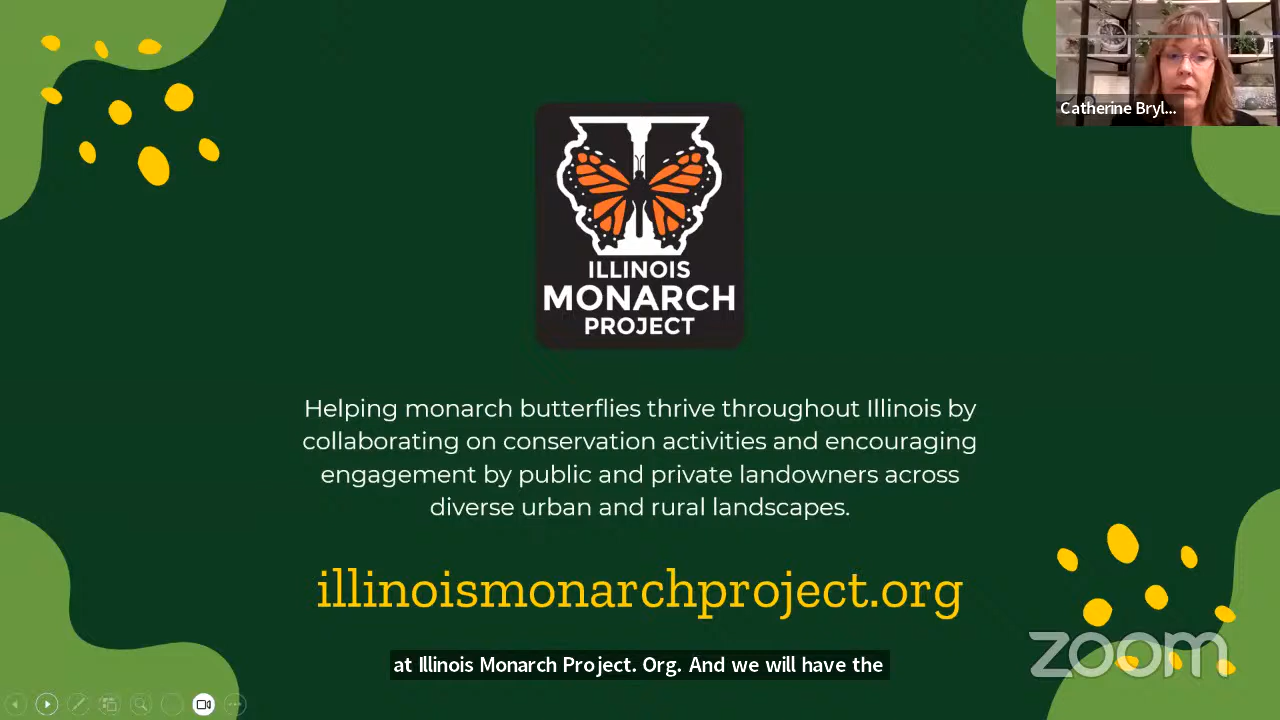 Catherine Bryl...
ILLINOIS
MONARCH
PROJECT
Helping monarch butterflies thrive throughout Illinois by
collaborating on conservation activities and encouraging
engagement by public and private landowners across
diverse urban and rural landscapes.
illinoismonarchproject.org
zoom
at Illinois Monarch Project. Org. And we will have the